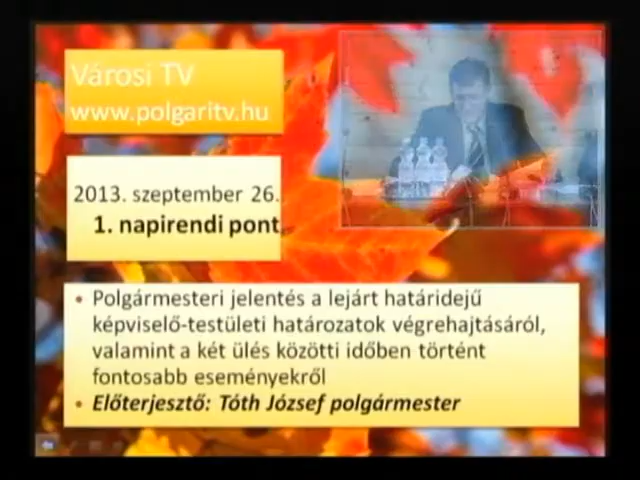 Városi TV
www.polgaritv.hu
2013. szeptember 26.
1. napirendi pont
• Polgármesteri jelentés a lejárt határidejű
képviselő-testületi határozatok végrehajtásáról,
valamint a két ülés közötti időben történt
fontosabb eseményekről
• Előterjesztő: Tóth József polgármester